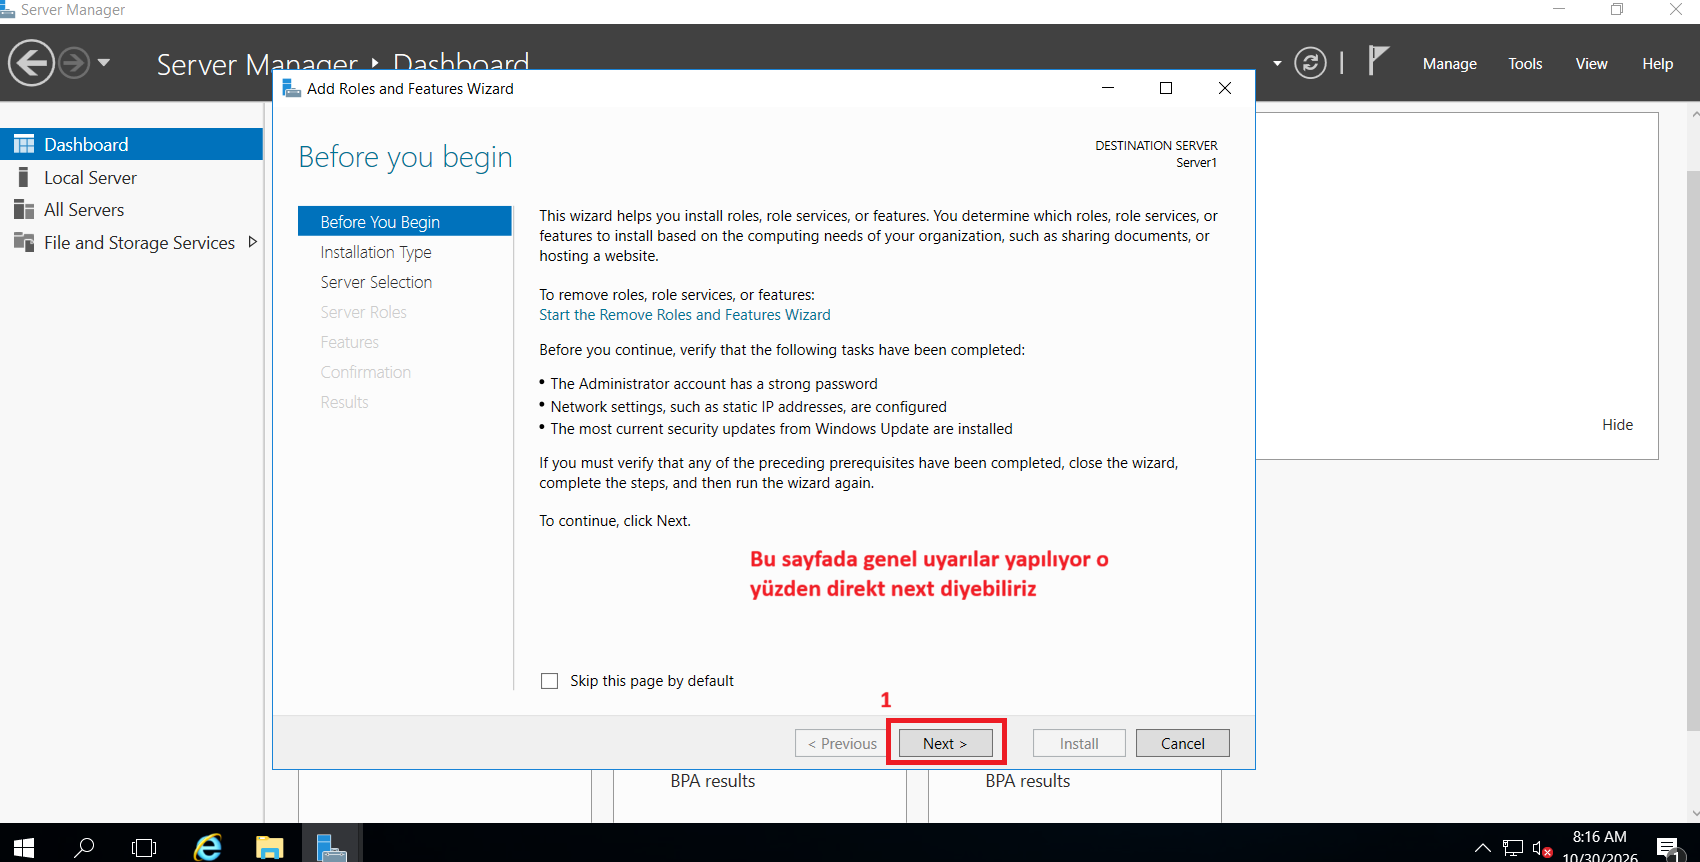 Server Manager
Server Manager ‣ Dashboard
Manage Tools View Help
Dashboard
Local Server
All Servers
File and Storage Services
Add Roles and Features Wizard
Before you begin
DESTINATION SERVER
Server1
Before You Begin
Installation Type
Server Selection
Server Roles
Features
Confirmation
Results
This wizard helps you install roles, role services, or features. You determine which roles, role services, or
features to install based on the computing needs of your organization, such as sharing documents, or
hosting a website.
To remove roles, role services, or features:
Start the Remove Roles and Features Wizard
Before you continue, verify that the following tasks have been completed:
• The Administrator account has a strong password
• Network settings, such as static IP addresses, are configured
• The most current security updates from Windows Update are installed
If you must verify that any of the preceding prerequisites have been completed, close the wizard,
complete the steps, and then run the wizard again.
To continue, click Next.
Bu sayfada genel uyarılar yapılıyor o
yüzden direkt next diyebiliriz
Skip this page by default
1
< Previous Next > Install Cancel
Hide
BPA results BPA results
8:16 AM
10/30/2026
1